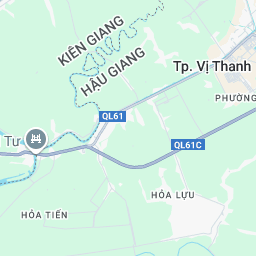 KIÊN GIANG
HẬU GIANG
Tp. Vị Thanh
PHƯỜNG
QL61
Tư
QL61C
HỎA LỰU
HỎA TIẾN